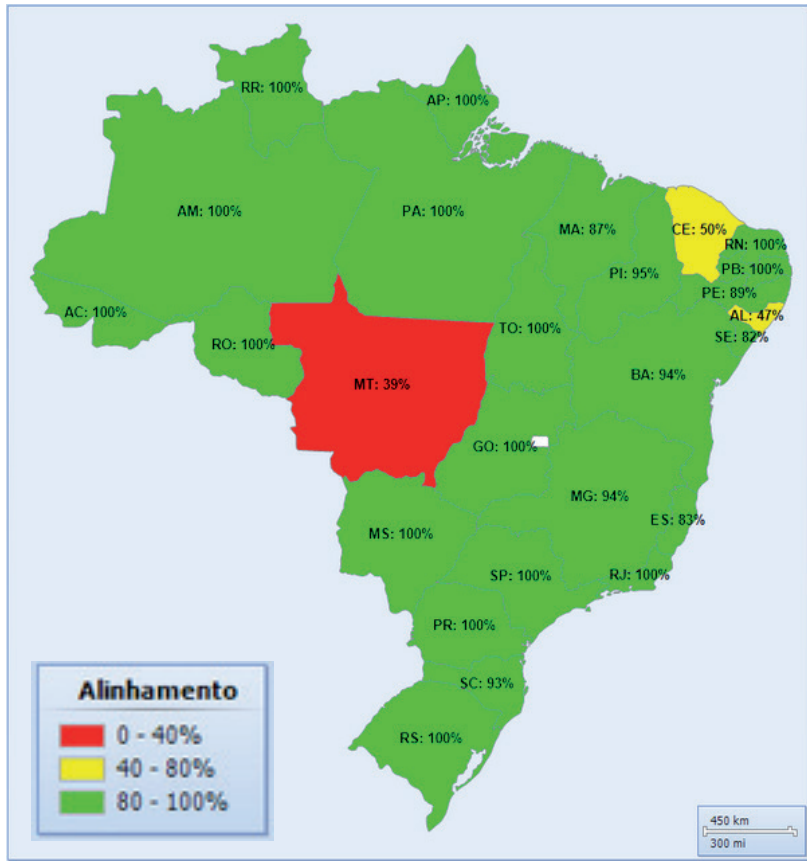 RR: 100%
AP: 100%
AM: 100%
PA: 100%
MA: 87%
CE: 50%
RN: 100%
PB: 100%
PI: 95%
PE: 89%
AL: 47%
SE: 82%
AC: 100%
RO: 100%
TO: 100%
MT: 39%
BA: 94%
GO: 100%
MG: 94%
ES: 83%
MS: 100%
SP: 100%
RJ: 100%
PR: 100%
SC: 93%
RS: 100%
Alinhamento
0 - 40%
40 - 80%
80 - 100%
450 km
300 mi